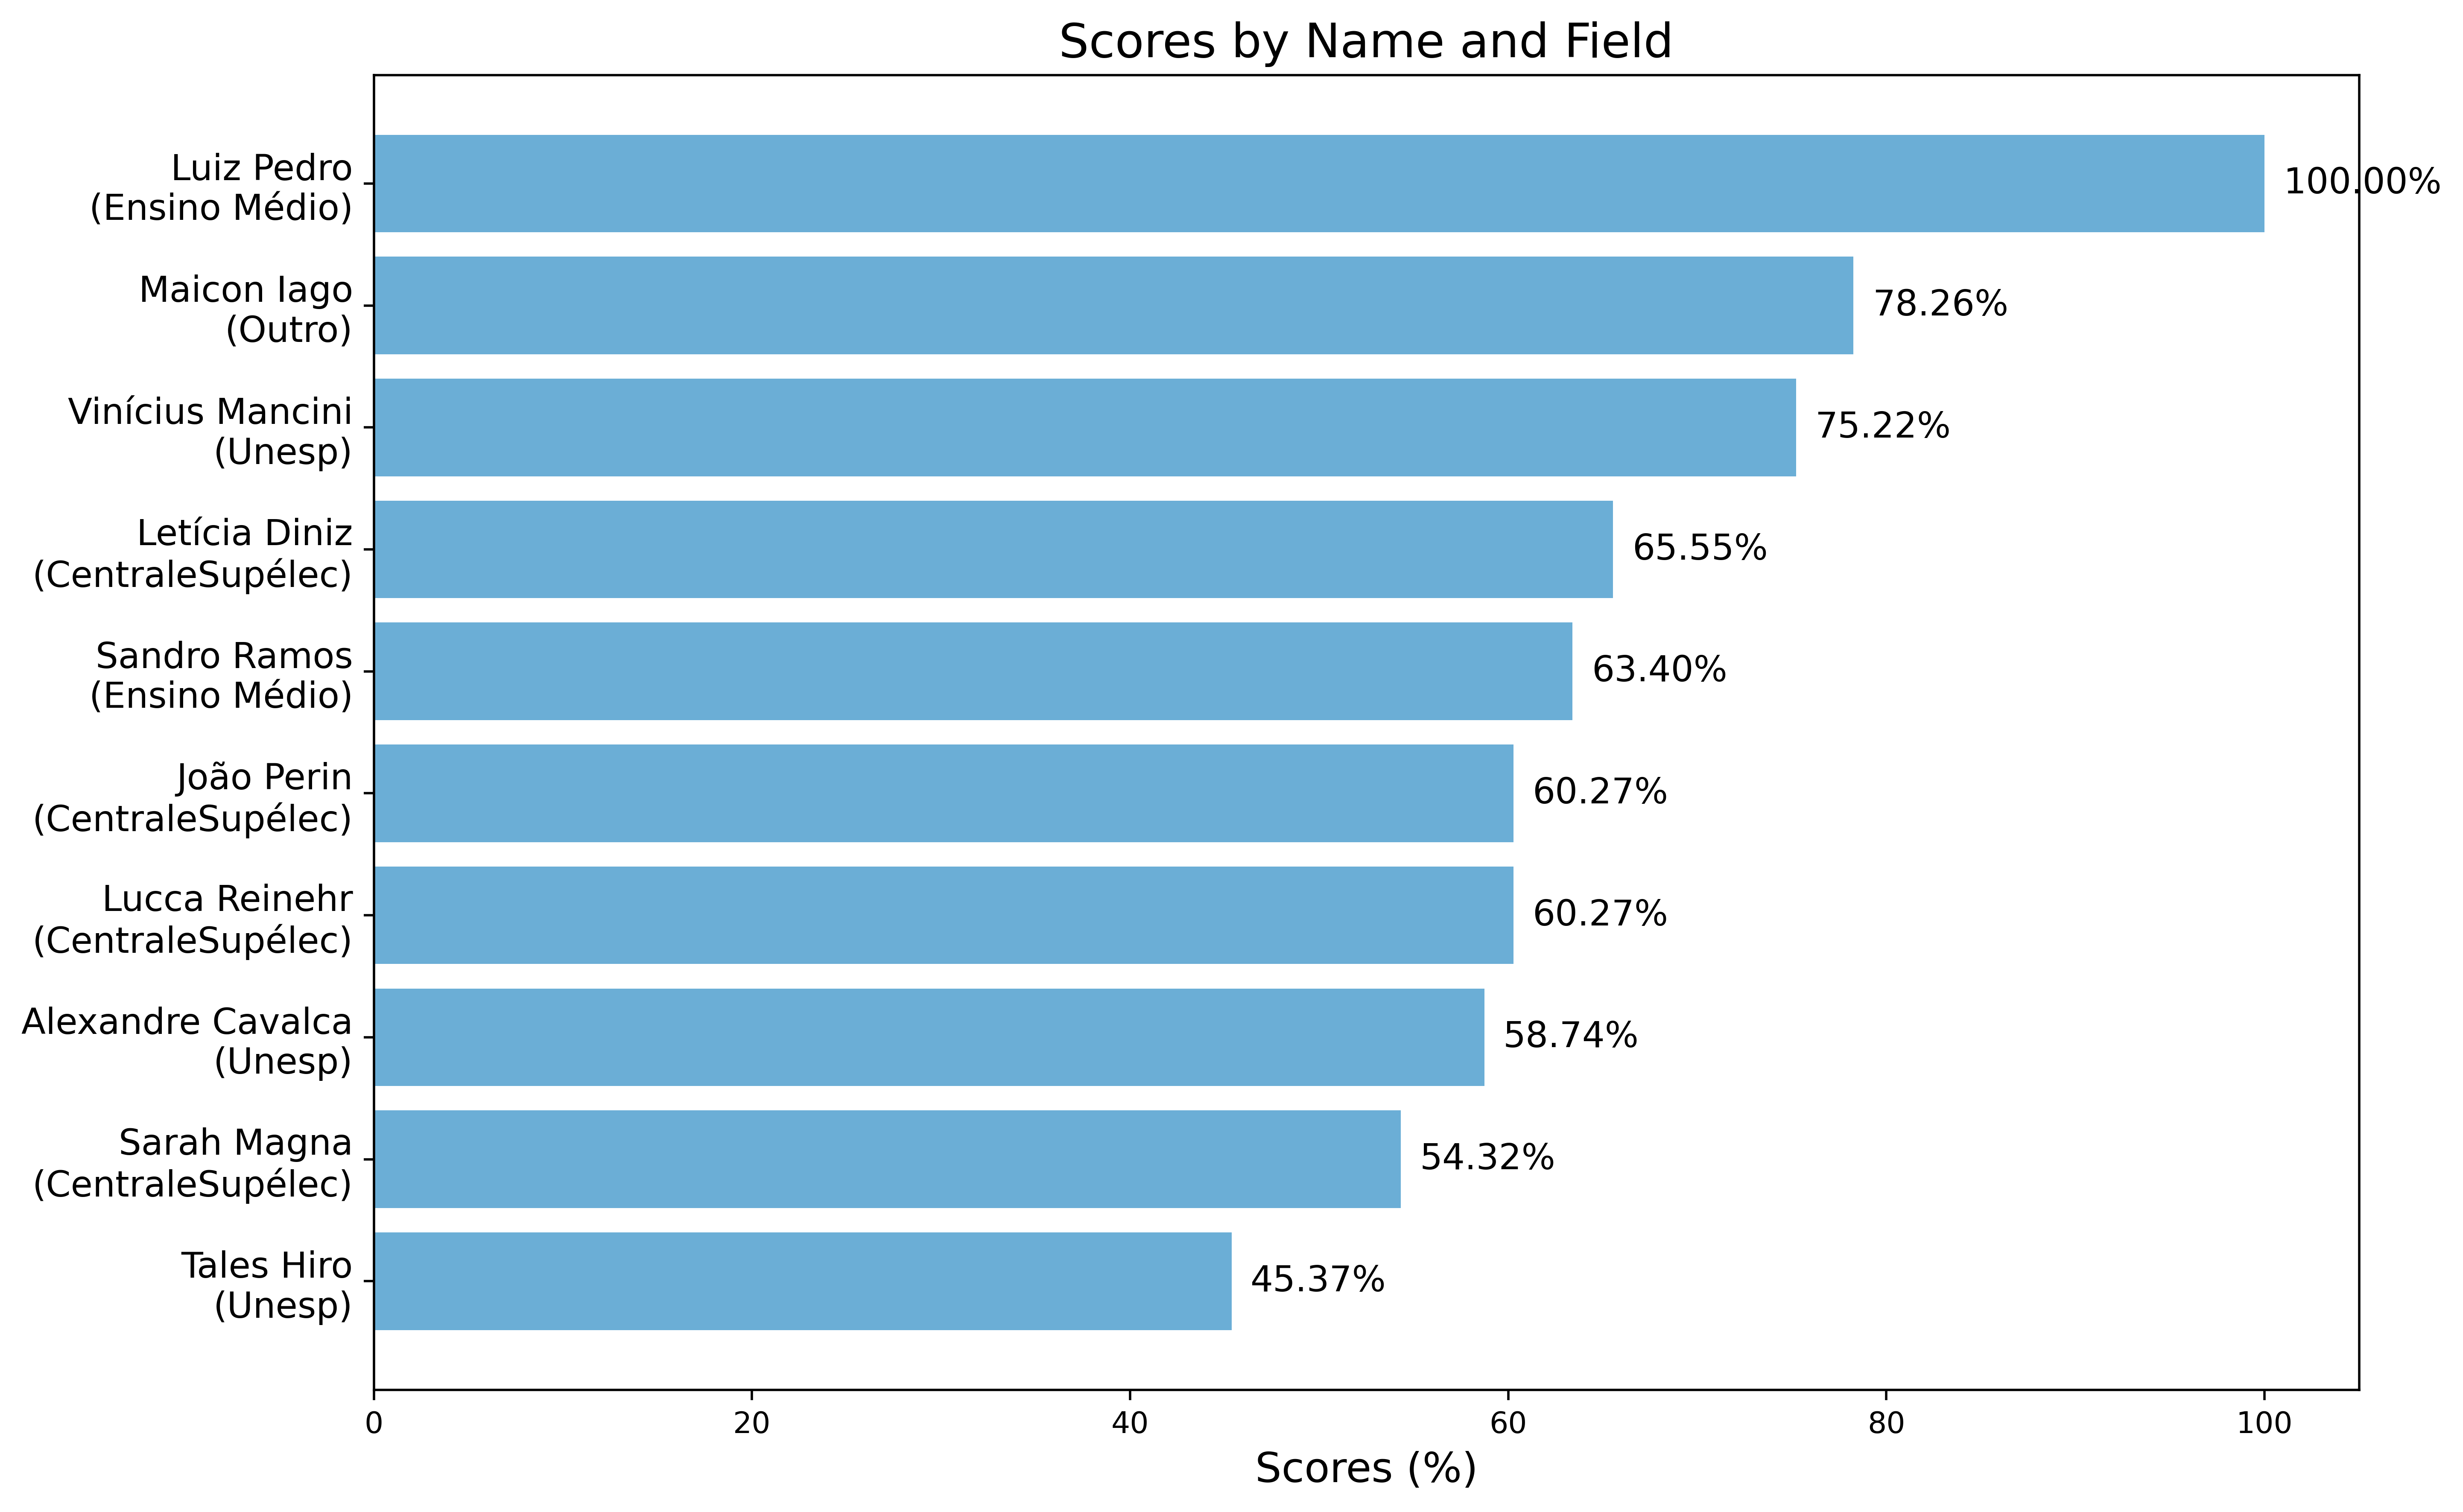 Scores by Name and Field
Luiz Pedro
(Ensino Médio)
100.00%
Maicon Iago
(Outro)
78.26%
Vinícius Mancini
(Unesp)
75.22%
Letícia Diniz
(CentraleSupélec)
65.55%
Sandro Ramos
(Ensino Médio)
63.40%
João Perin
(CentraleSupélec)
60.27%
Lucca Reinehr
(CentraleSupélec)
60.27%
Alexandre Cavalca
(Unesp)
58.74%
Sarah Magna
(CentraleSupélec)
54.32%
Tales Hiro
(Unesp)
45.37%
0 20 40 60 80 100
Scores (%)